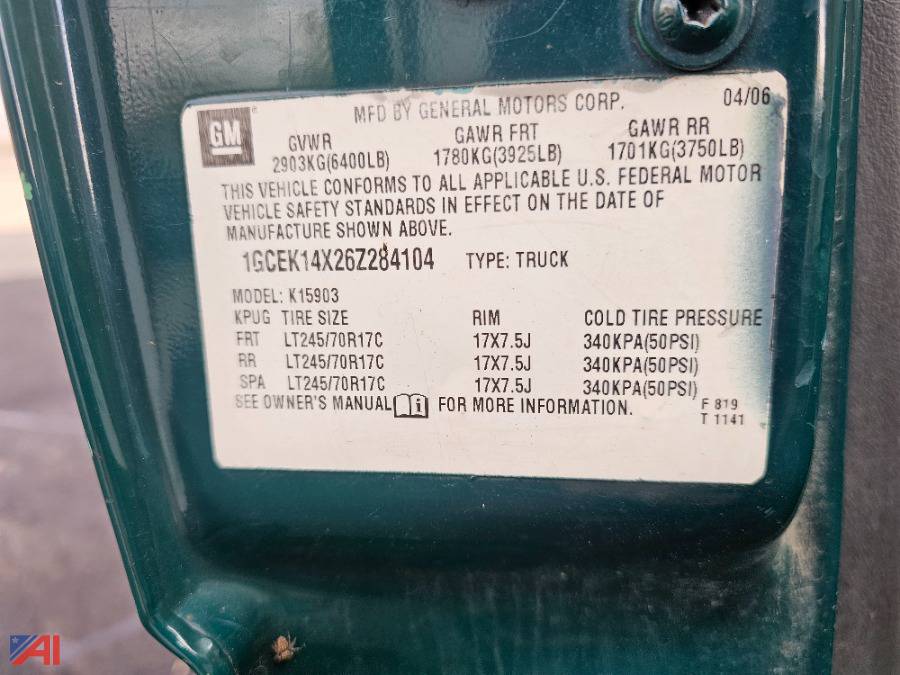 GM® MFD BY GENERAL MOTORS CORP. 04/06
GVWR GAWR FRT GAWR RR
2903KG(6400LB) 1780KG(3925LB) 1701KG(3750LB)
THIS VEHICLE CONFORMS TO ALL APPLICABLE U.S. FEDERAL MOTOR
VEHICLE SAFETY STANDARDS IN EFFECT ON THE DATE OF
MANUFACTURE SHOWN ABOVE.
1GCEK14X26Z284104 TYPE: TRUCK
MODEL: K15903
KPUG TIRE SIZE RIM COLD TIRE PRESSURE
FRT LT245/70R17C 17X7.5J 340KPA(50PSI)
RR LT245/70R17C 17X7.5J 340KPA(50PSI)
SPA LT245/70R17C 17X7.5J 340KPA(50PSI)
SEE OWNER'S MANUAL i FOR MORE INFORMATION. F 819
T 1141
AI